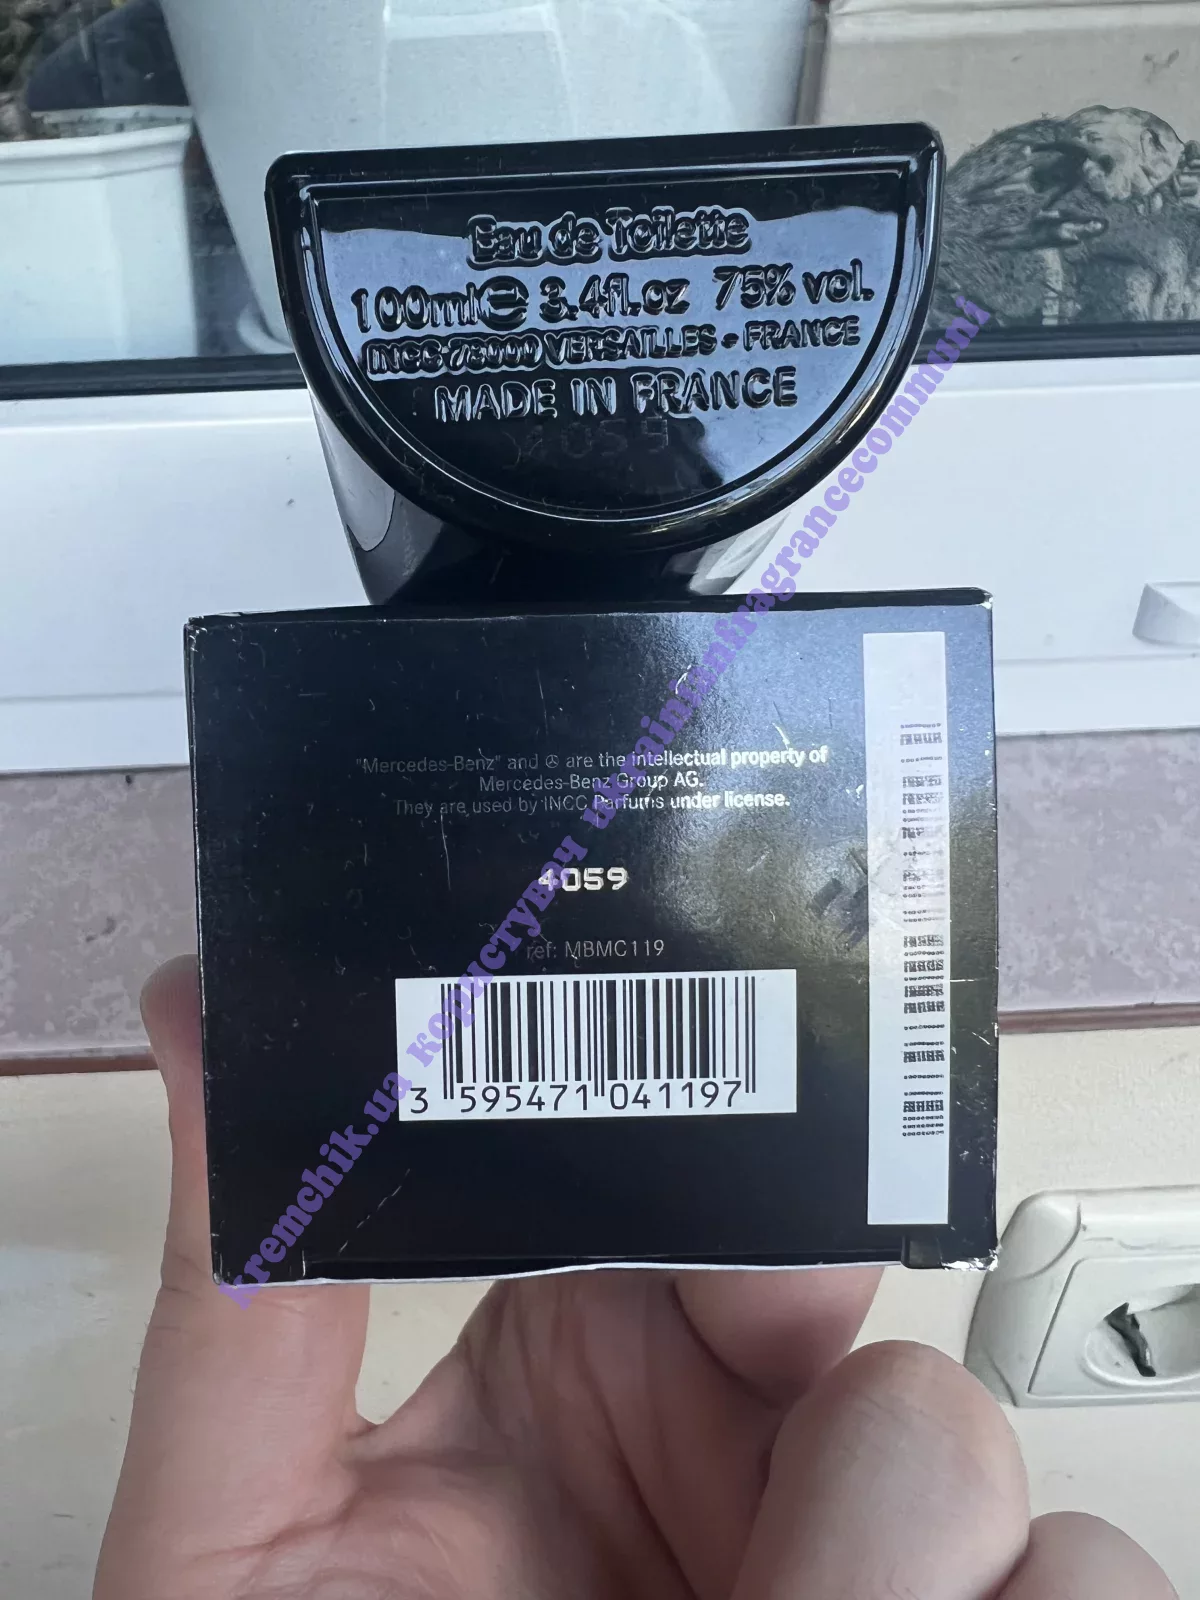 Eau de Toilette
100ml e 3.4fl.oz 75% vol.
INCC-78000 VERSAILLES - FRANCE
MADE IN FRANCE
4059
"Mercedes-Benz" and are the intellectual property of
Mercedes-Benz Group AG.
They are used by INCC Parfums under license.
4059
ref: MBMC119
3 595471 041197
kremchik.ua користувач ukraininfragrancecommuni